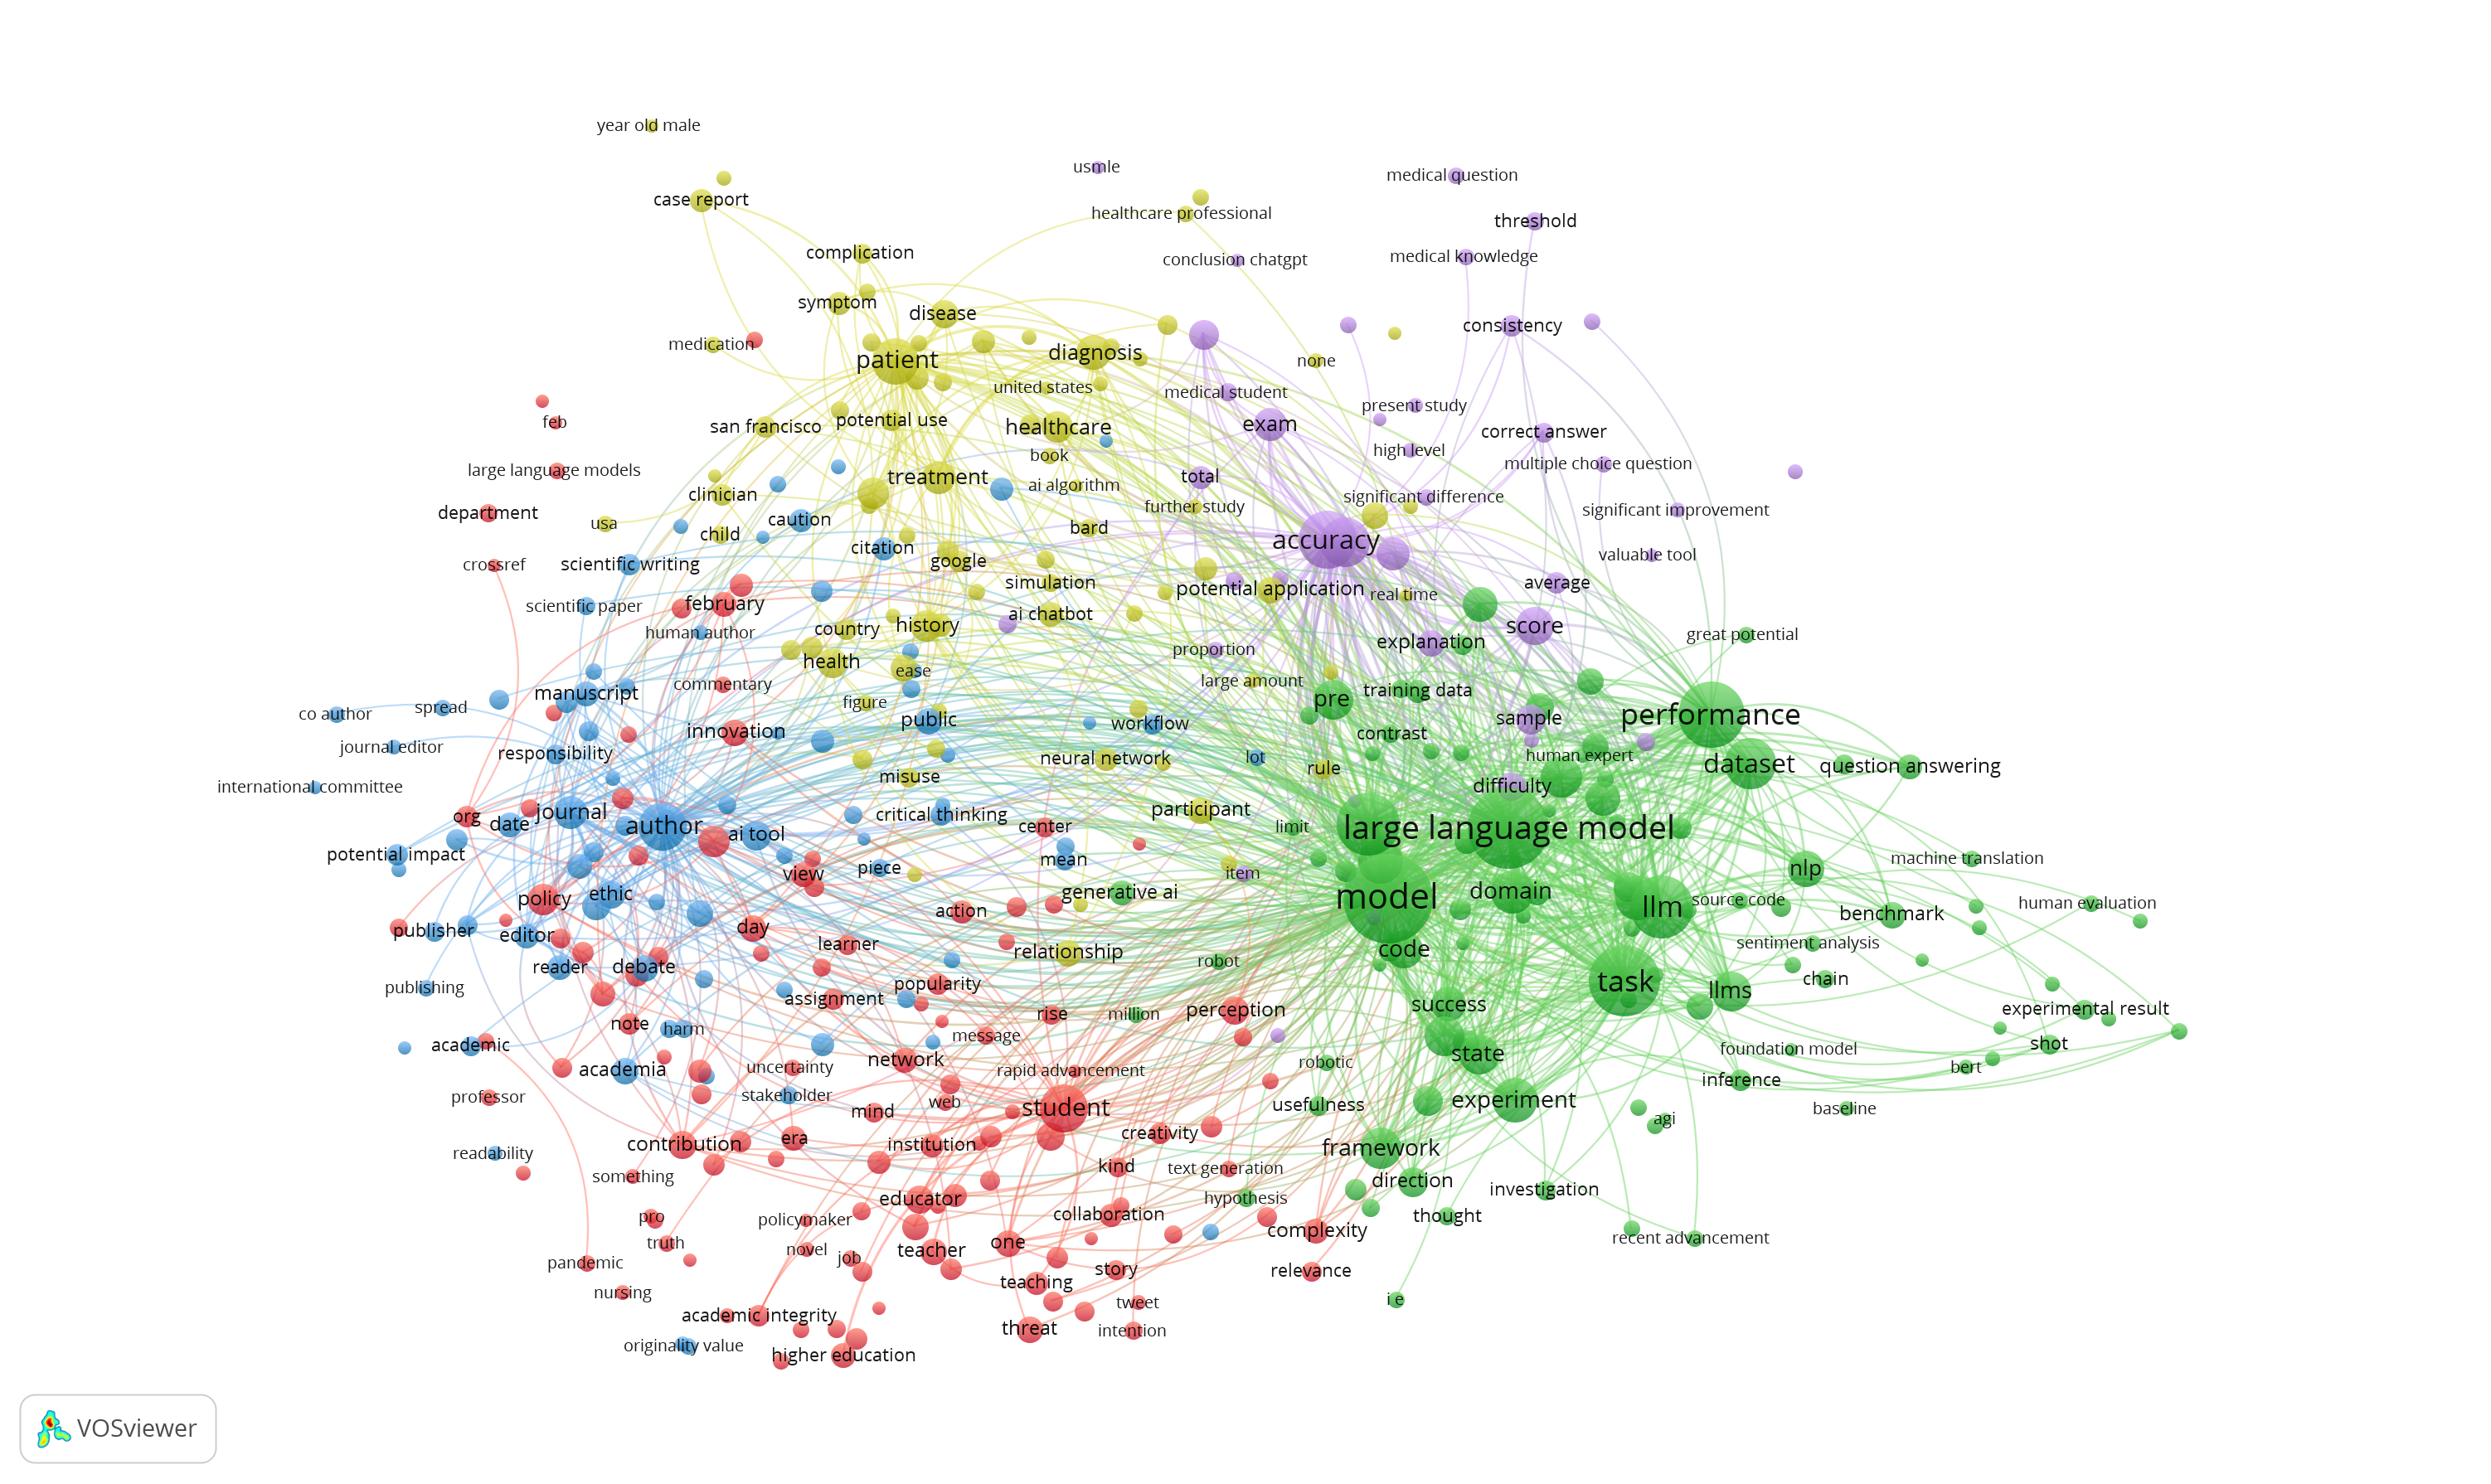 year old male
usmle
medical question
case report
healthcare professional
threshold
complication
conclusion chatgpt
medical knowledge
symptom
disease
consistency
medication
patient
diagnosis
none
united states
medical student
present study
feb
san francisco
potential use
healthcare
exam
correct answer
book
high level
large language models
treatment
total
multiple choice question
ai algorithm
clinician
significant difference
further study
department
usa
caution
bard
significant improvement
child
citation
accuracy
crossref
scientific writing
google
valuable tool
simulation
potential application
average
scientific paper
february
ai chatbot
real time
human author
country
history
explanation
score
great potential
proportion
health
ease
commentary
large amount
manuscript
figure
pre
training data
co author
spread
public
workflow
sample
performance
innovation
contrast
journal editor
responsibility
misuse
neural network
lot
rule
human expert
dataset
question answering
international committee
difficulty
org
date
journal
author
ai tool
critical thinking
center
participant
limit
large language model
potential impact
view
piece
mean
item
nlp
machine translation
policy
ethic
generative ai
model
domain
llm
source code
benchmark
human evaluation
publisher
editor
day
action
learner
relationship
robot
code
sentiment analysis
reader
debate
popularity
chain
publishing
assignment
task
llms
note
harm
rise
million
perception
success
experimental result
academic
message
academia
uncertainty
network
rapid advancement
robotic
state
foundation model
shot
bert
professor
stakeholder
mind
web
student
usefulness
experiment
inference
baseline
agi
readability
contribution
era
institution
creativity
framework
something
kind
text generation
direction
investigation
educator
hypothesis
pro
policymaker
collaboration
thought
truth
novel
job
teacher
one
complexity
recent advancement
pandemic
teaching
story
relevance
nursing
tweet
i e
academic integrity
threat
intention
originality value
higher education
VOSviewer